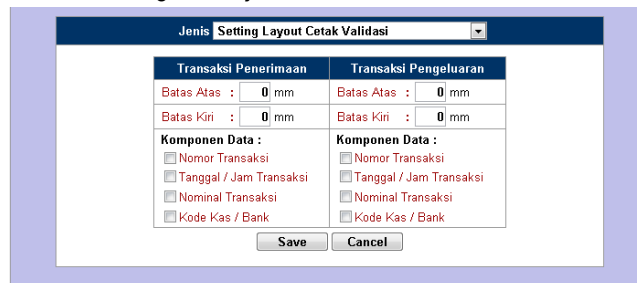 Jenis Setting Layout Cetak Validasi
Transaksi Penerimaan Transaksi Pengeluaran
Batas Atas : 0 mm Batas Atas : 0 mm
Batas Kiri : 0 mm Batas Kiri : 0 mm
Komponen Data : Komponen Data :
Nomor Transaksi Nomor Transaksi
Tanggal / Jam Transaksi Tanggal / Jam Transaksi
Nominal Transaksi Nominal Transaksi
Kode Kas / Bank Kode Kas / Bank
Save Cancel